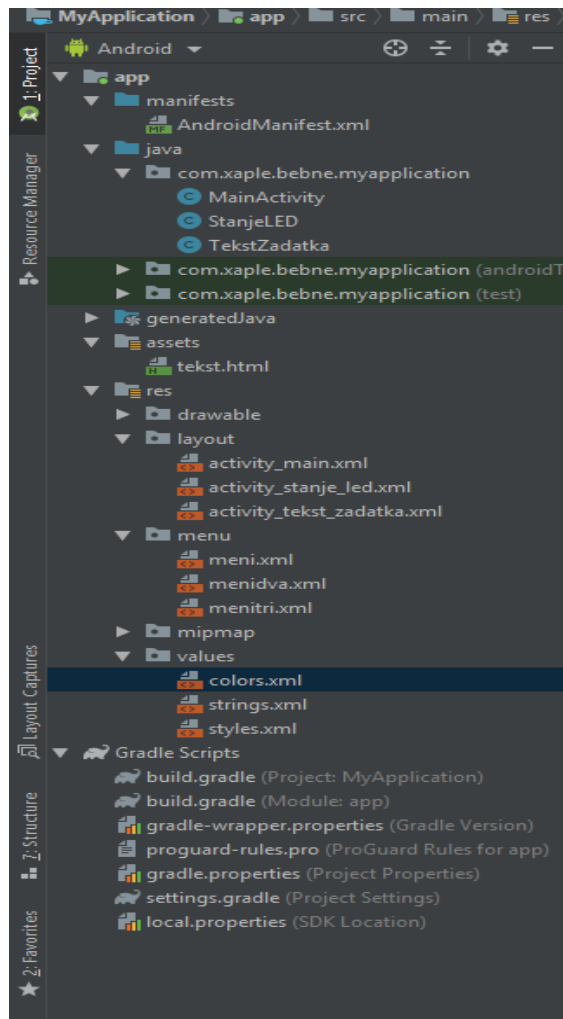 MyApplication app src main res
Android
1: Project
Resource Manager
Layout Captures
7: Structure
2: Favorites
app
manifests
MF AndroidManifest.xml
java
com.xaple.bebne.myapplication
C MainActivity
C StanjeLED
C TekstZadatka
com.xaple.bebne.myapplication (androidT
com.xaple.bebne.myapplication (test)
generatedJava
assets
H tekst.html
res
drawable
layout
activity_main.xml
activity_stanje_led.xml
activity_tekst_zadatka.xml
menu
meni.xml
menidva.xml
menitri.xml
mipmap
values
colors.xml
strings.xml
styles.xml
Gradle Scripts
build.gradle (Project: MyApplication)
build.gradle (Module: app)
gradle-wrapper.properties (Gradle Version)
proguard-rules.pro (ProGuard Rules for app)
gradle.properties (Project Properties)
settings.gradle (Project Settings)
local.properties (SDK Location)